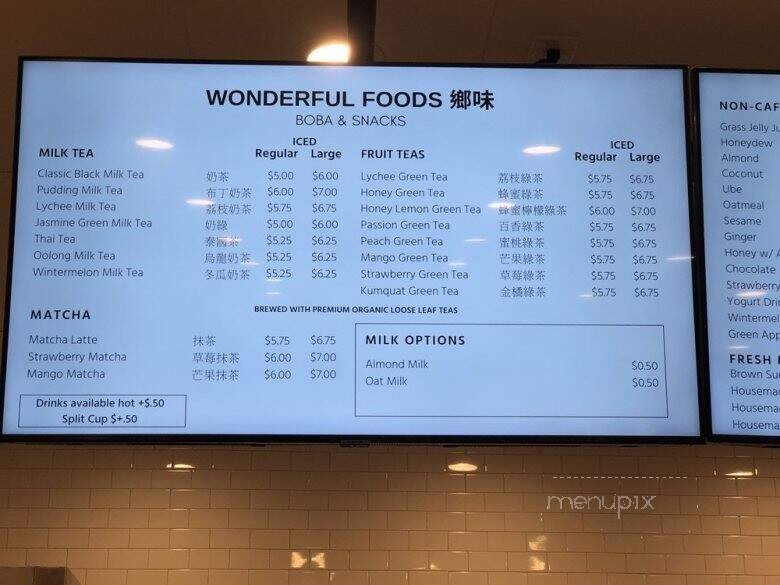 WONDERFUL FOODS 鄉味
BOBA & SNACKS
MILK TEA
ICED
Regular Large
Classic Black Milk Tea 奶茶 $5.00 $6.00
Pudding Milk Tea 布丁奶茶 $6.00 $7.00
Lychee Milk Tea 荔枝奶茶 $5.75 $6.75
Jasmine Green Milk Tea 奶綠 $5.00 $6.00
Thai Tea 泰國茶 $5.25 $6.25
Oolong Milk Tea 烏龍奶茶 $5.25 $6.25
Wintermelon Milk Tea 冬瓜奶茶 $5.25 $6.25
FRUIT TEAS
ICED
Regular Large
Lychee Green Tea 荔枝綠茶 $5.75 $6.75
Honey Green Tea 蜂蜜綠茶 $5.75 $6.75
Honey Lemon Green Tea 蜂蜜檸檬綠茶 $6.00 $7.00
Passion Green Tea 百香綠茶 $5.75 $6.75
Peach Green Tea 蜜桃綠茶 $5.75 $6.75
Mango Green Tea 芒果綠茶 $5.75 $6.75
Strawberry Green Tea 草莓綠茶 $5.75 $6.75
Kumquat Green Tea 金橘綠茶 $5.75 $6.75
BREWED WITH PREMIUM ORGANIC LOOSE LEAF TEAS
MATCHA
Matcha Latte 抹茶 $5.75 $6.75
Strawberry Matcha 草莓抹茶 $6.00 $7.00
Mango Matcha 芒果抹茶 $6.00 $7.00
Drinks available hot +$.50
Split Cup $+.50
MILK OPTIONS
Almond Milk $0.50
Oat Milk $0.50
NON-CAF
Grass Jelly
Honeydew
Almond
Coconut
Ube
Oatmeal
Sesame
Ginger
Honey w/
Chocolate
Strawberry
Yogurt Dri
Winterme
Green App
FRESH
Brown Su
Housema
Housema
Housema
menupix